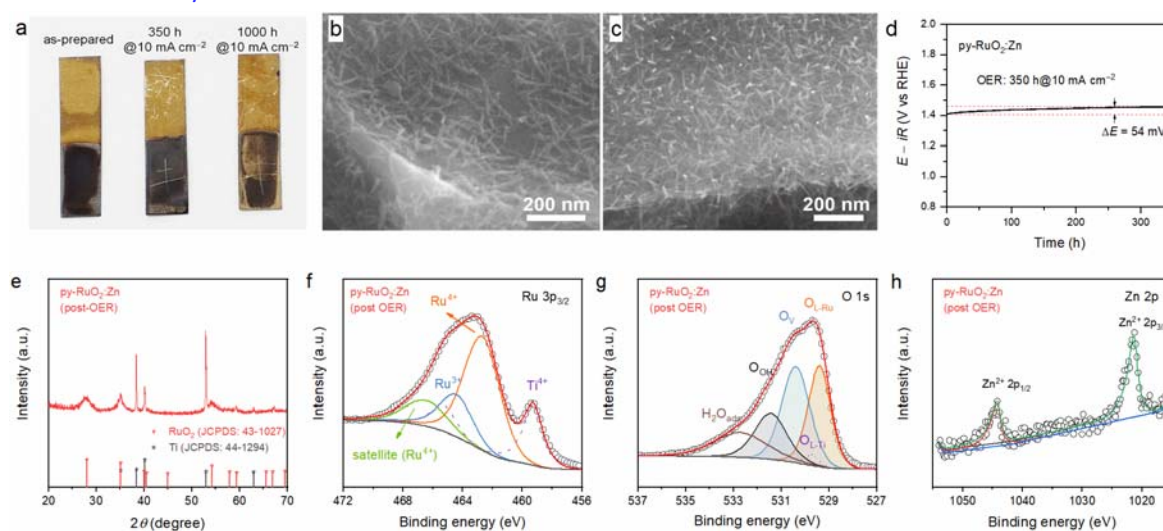 a
as-prepared
350 h
@10 mA cm⁻²
1000 h
@10 mA cm⁻²
b
200 nm
c
200 nm
d
py-RuO₂:Zn
OER: 350 h@10 mA cm⁻²
ΔE = 54 mV
E − iR (V vs RHE)
2.0
1.8
1.6
1.4
1.2
1.0
0.8
0
100
200
300
Time (h)
e
py-RuO₂:Zn
(post-OER)
RuO₂ (JCPDS: 43-1027)
Ti (JCPDS: 44-1294)
Intensity (a.u.)
20
30
40
50
60
70
2θ (degree)
f
py-RuO₂:Zn
(post OER)
Ru 3p₃/₂
Ru⁴⁺
Ru³⁺
Ti⁴⁺
satellite (Ru⁴⁺)
Intensity (a.u.)
472
468
464
460
456
Binding energy (eV)
g
py-RuO₂:Zn
(post OER)
O 1s
O_L-Ru
O_V
O_OH
H₂O_ads
Intensity (a.u.)
537
535
533
531
529
527
Binding energy (eV)
h
py-RuO₂:Zn
(post OER)
Zn 2p
Zn²⁺ 2p₁/₂
Intensity (a.u.)
1050
1040
1030
1020
Binding energy (eV)